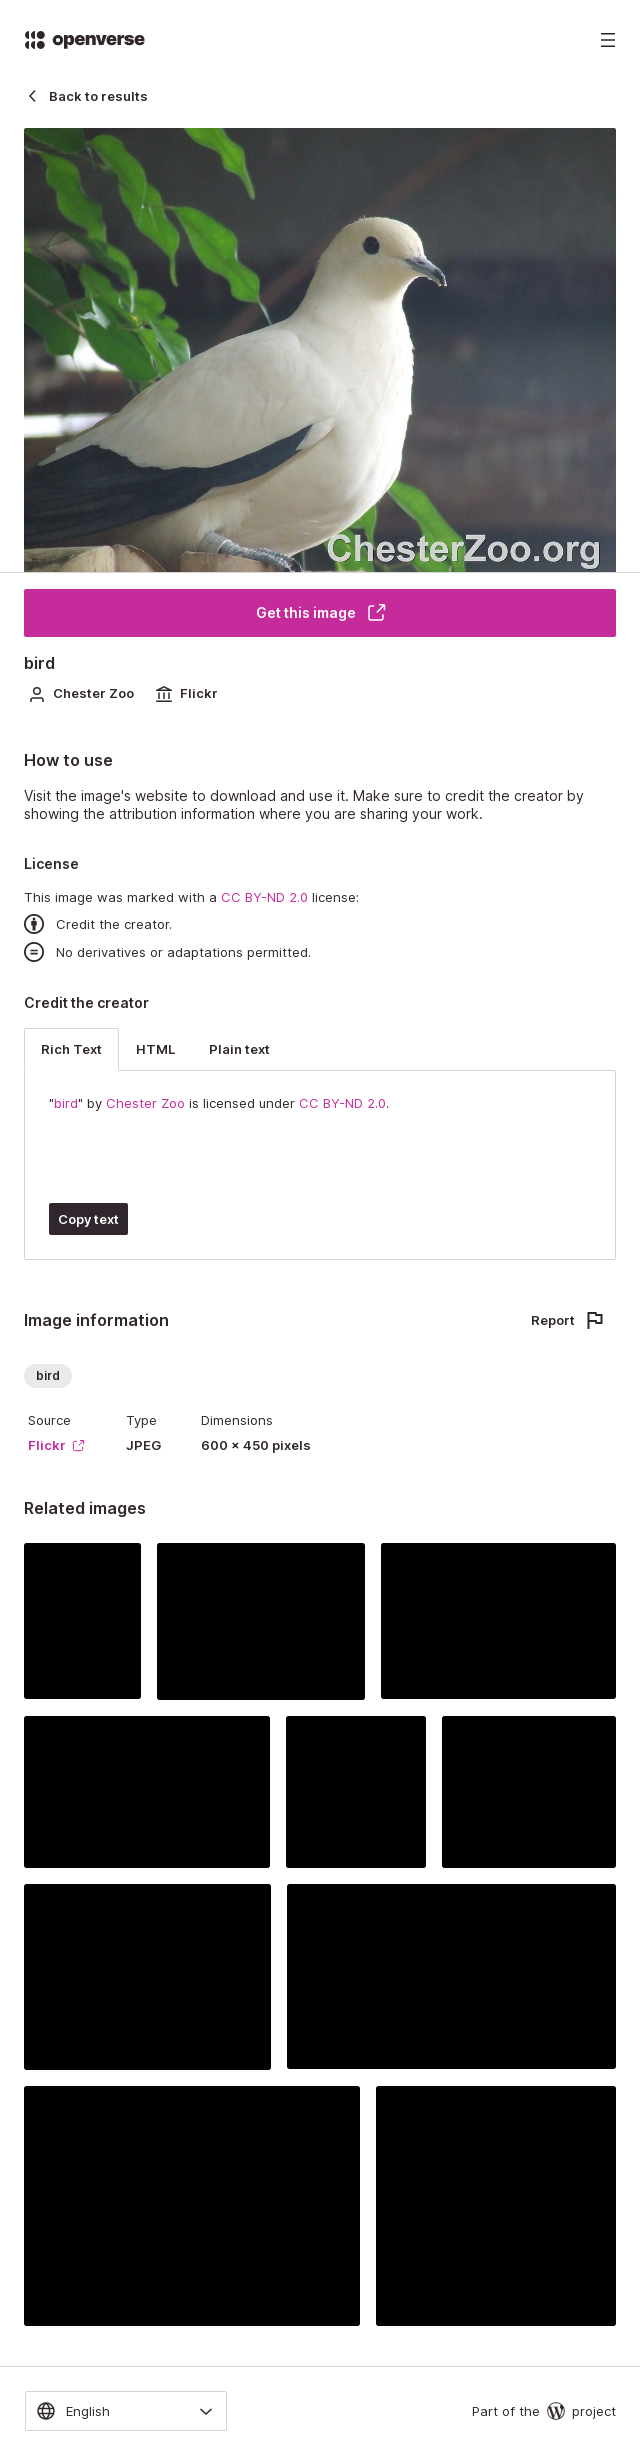 openverse
Back to results
ChesterZoo.org
Get this image
bird
Chester Zoo Flickr
How to use
Visit the image's website to download and use it. Make sure to credit the creator by
showing the attribution information where you are sharing your work.
License
This image was marked with a CC BY-ND 2.0 license:
Credit the creator.
No derivatives or adaptations permitted.
Credit the creator
Rich Text HTML Plain text
"bird" by Chester Zoo is licensed under CC BY-ND 2.0.
Copy text
Image information Report
bird
Source Type Dimensions
Flickr JPEG 600 × 450 pixels
Related images
English Part of the project